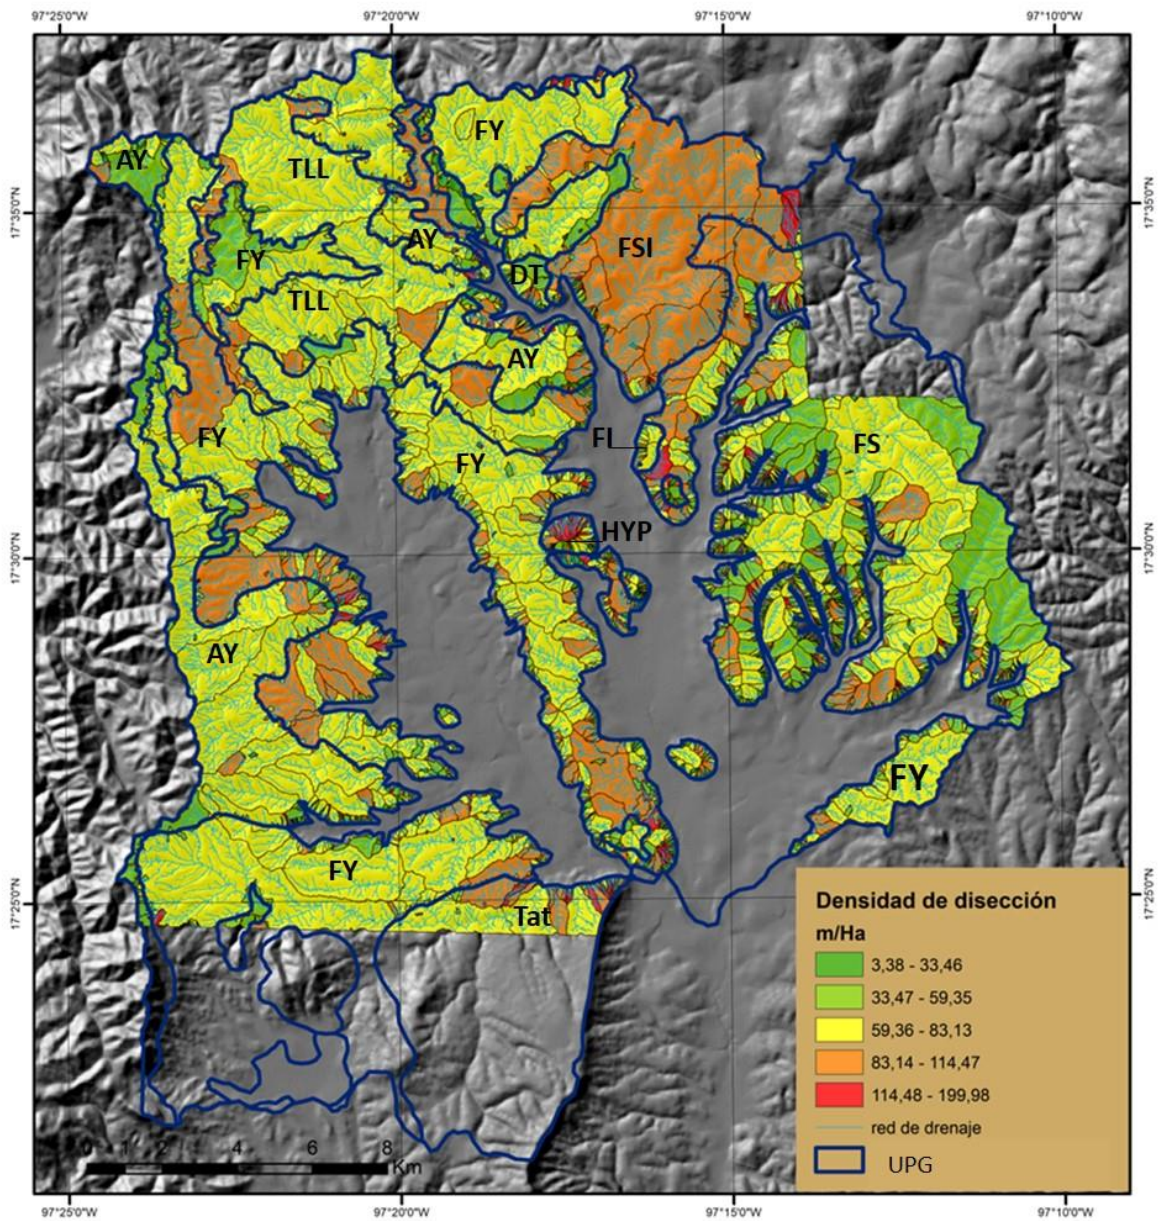 97°25'0"W 97°20'0"W 97°15'0"W 97°10'0"W
FY
AY
TLL
17°35'0"N 17°35'0"N
AY
FSI
FY
DT
TLL
AY
FI
FS
FY
FY
HYP
17°30'0"N 17°30'0"N
AY
FY
FY
17°25'0"N 17°25'0"N
Tat
Densidad de disección
m/Ha
3,38 - 33,46
33,47 - 59,35
59,36 - 83,13
83,14 - 114,47
114,48 - 199,98
red de drenaje
UPG
0 1 2 4 6 8
Km
97°25'0"W 97°20'0"W 97°15'0"W 97°10'0"W